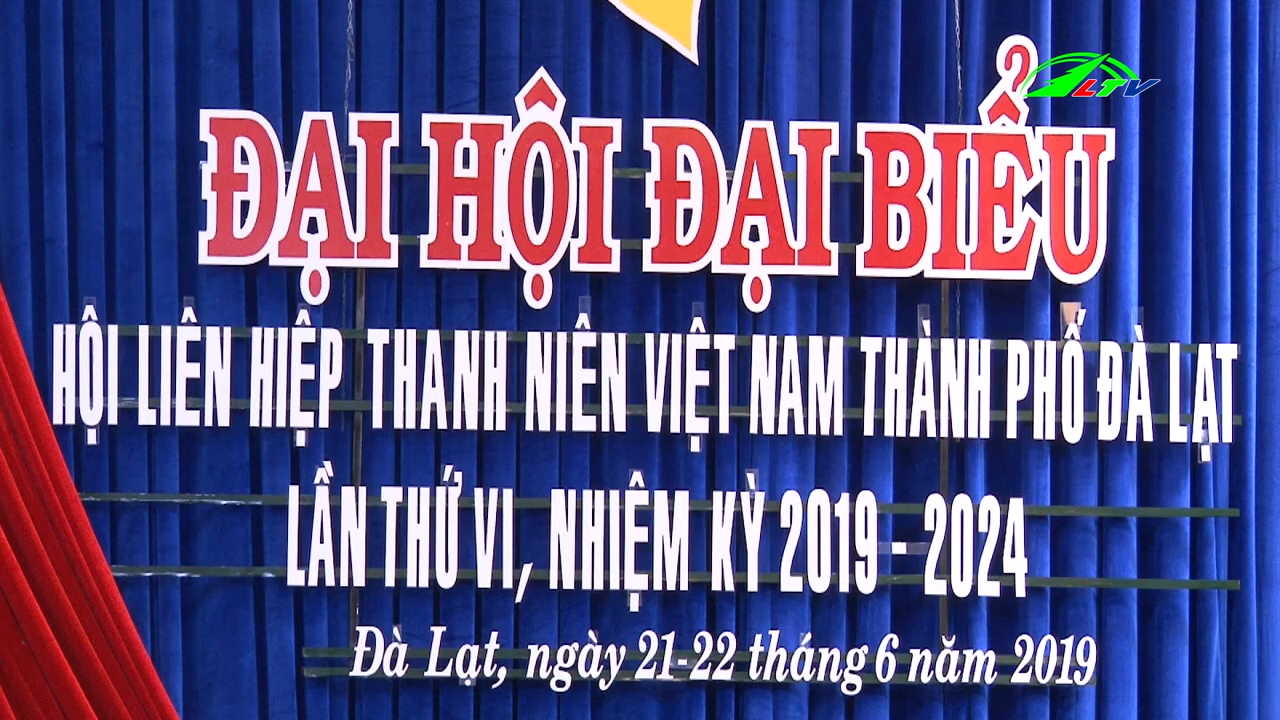 LTV
ĐẠI HỘI ĐẠI BIỂU
HỘI LIÊN HIỆP THANH NIÊN VIỆT NAM THÀNH PHỐ ĐÀ LẠT
LẦN THỨ VI, NHIỆM KỲ 2019 - 2024
Đà Lạt, ngày 21-22 tháng 6 năm 2019